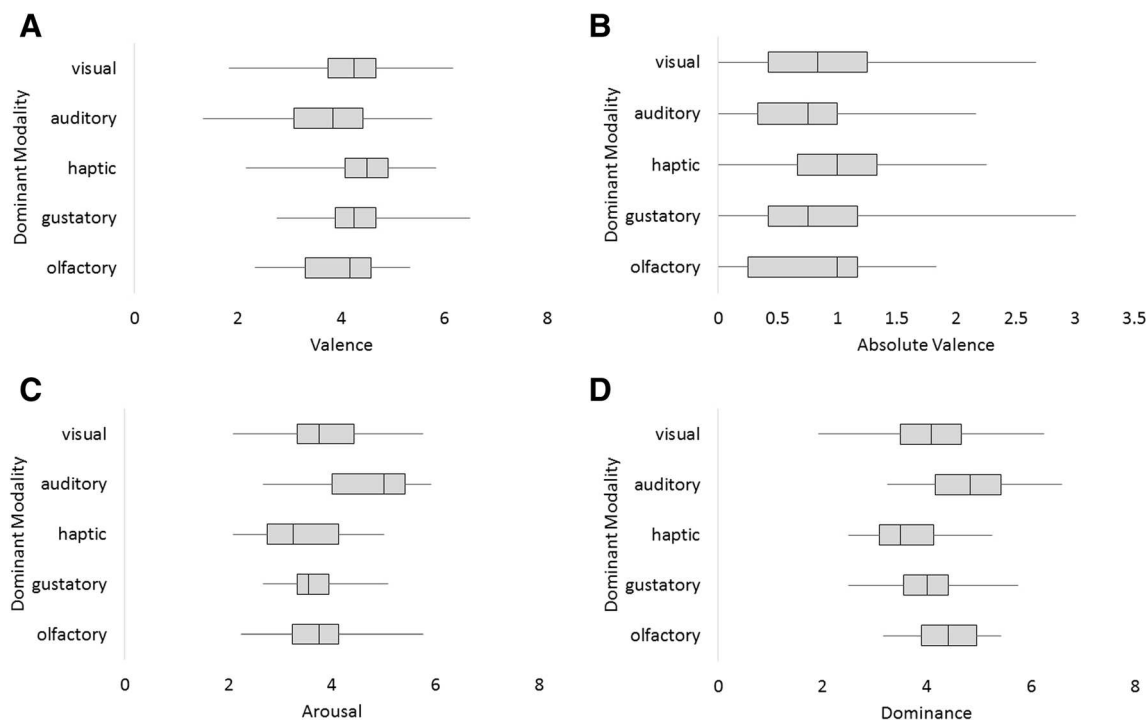 A
Dominant Modality
visual
auditory
haptic
gustatory
olfactory
0 2 4 6 8
Valence
B
Dominant Modality
visual
auditory
haptic
gustatory
olfactory
0 0.5 1 1.5 2 2.5 3 3.5
Absolute Valence
C
Dominant Modality
visual
auditory
haptic
gustatory
olfactory
0 2 4 6 8
Arousal
D
Dominant Modality
visual
auditory
haptic
gustatory
olfactory
0 2 4 6 8
Dominance